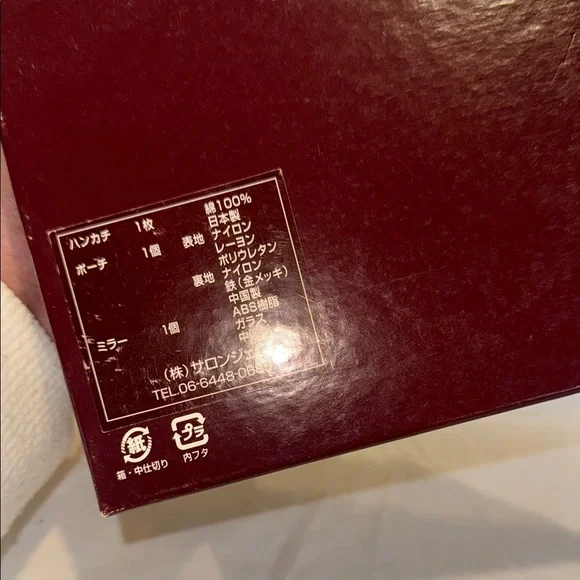 ハンカチ 1枚 綿100%
日本製
ポーチ 1個 表地 ナイロン
レーヨン
ポリウレタン
裏地 ナイロン
鉄(金メッキ)
中国製
ミラー 1個 ABS樹脂
ガラス
(株)サロンジェ
TEL.06-6448-06
紙
箱・中仕切り
プラ
内フタ